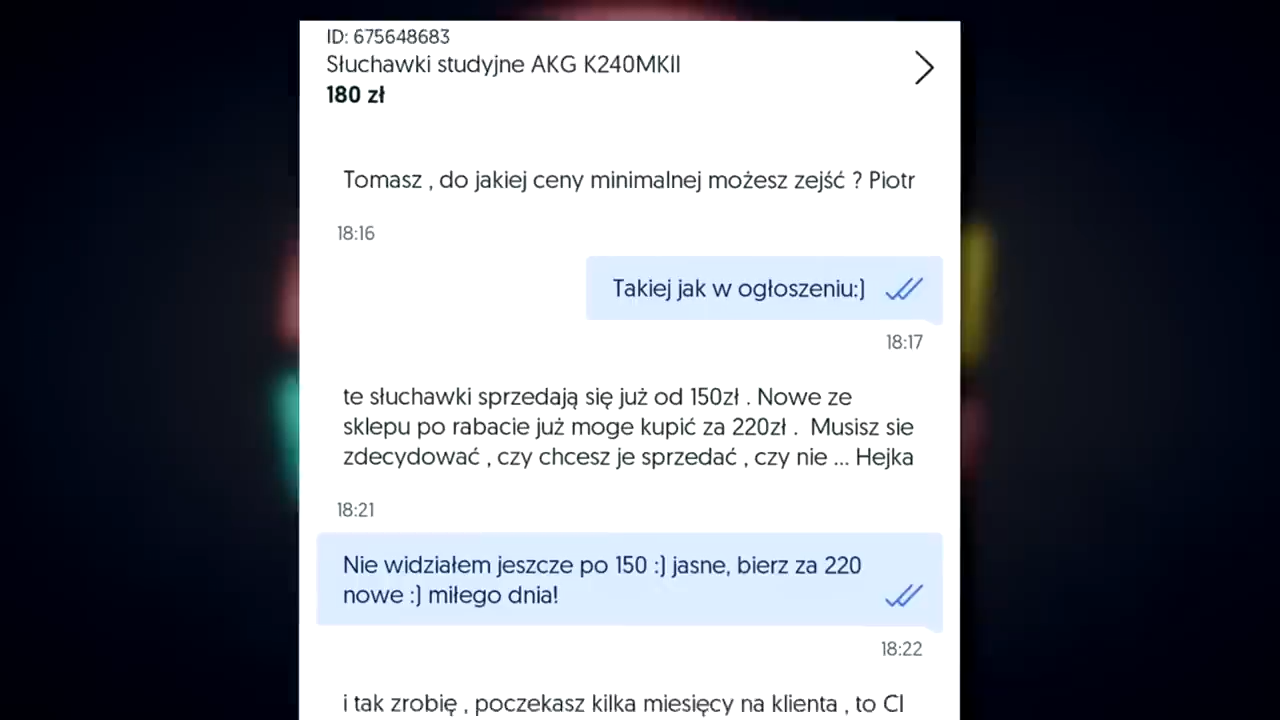 ID: 675648683
Słuchawki studyjne AKG K240MKII
180 zł
Tomasz , do jakiej ceny minimalnej możesz zejść ? Piotr
18:16
Takiej jak w ogłoszeniu:)
18:17
te słuchawki sprzedają się już od 150zł . Nowe ze
sklepu po rabacie już moge kupić za 220zł .  Musisz sie
zdecydować , czy chcesz je sprzedać , czy nie ... Hejka
18:21
Nie widziałem jeszcze po 150 :) jasne, bierz za 220
nowe :) miłego dnia!
18:22
i tak zrobię , poczekasz kilka miesięcy na klienta , to CI